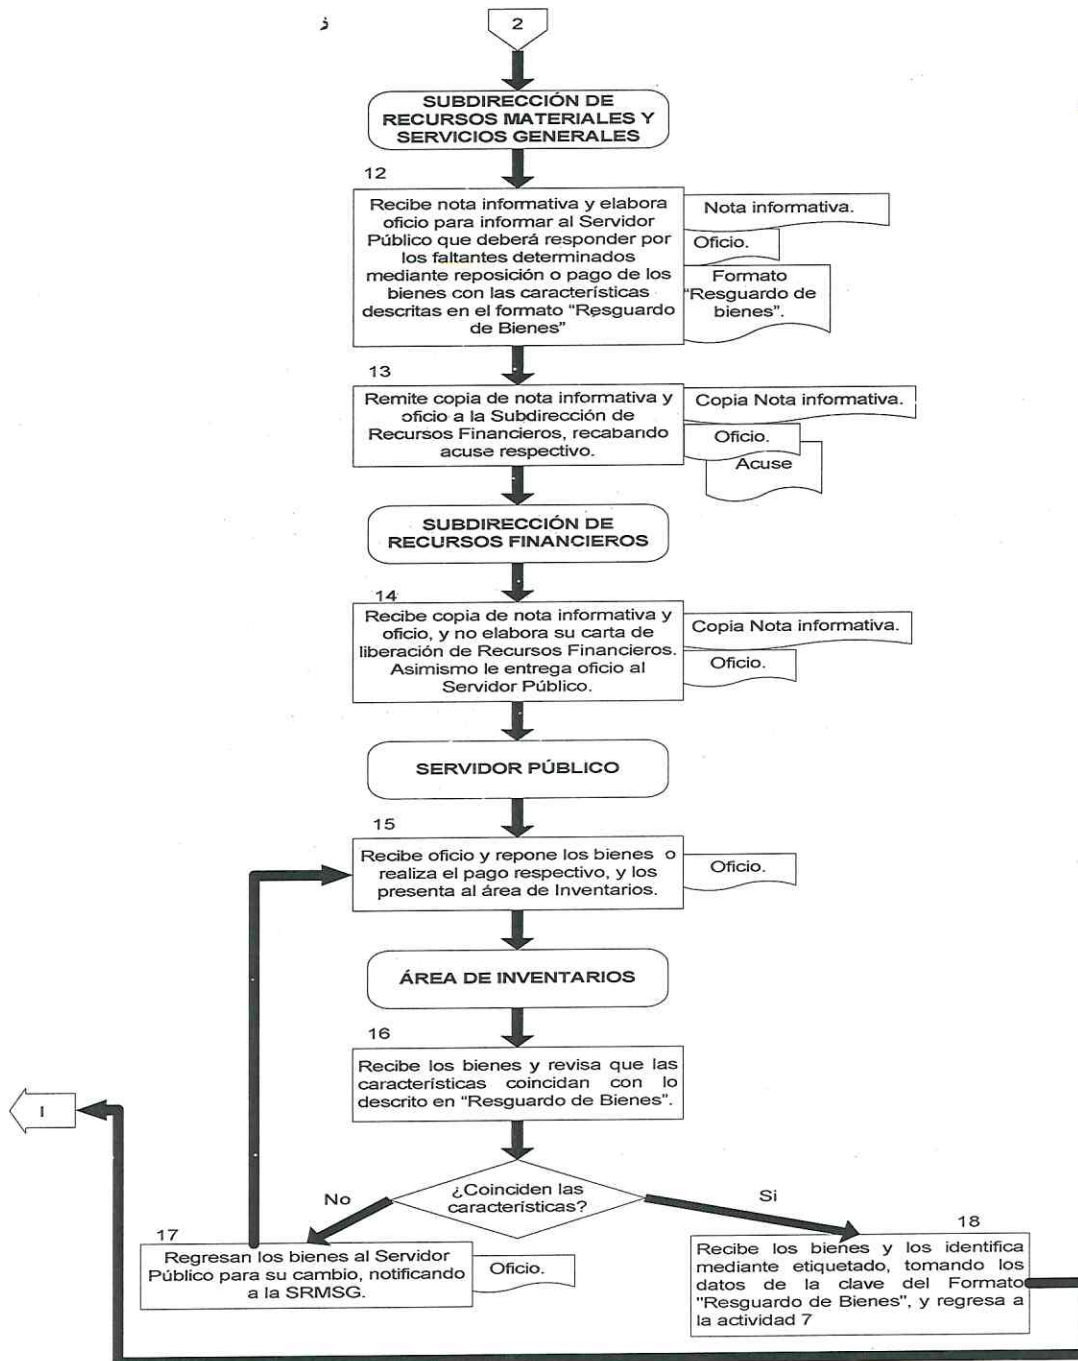 2
SUBDIRECCIÓN DE
RECURSOS MATERIALES Y
SERVICIOS GENERALES
12
Recibe nota informativa y elabora
oficio para informar al Servidor
Público que deberá responder por
los faltantes determinados
mediante reposición o pago de los
bienes con las características
descritas en el formato "Resguardo
de Bienes"
Nota informativa.
Oficio.
Formato
"Resguardo de
bienes".
13
Remite copia de nota informativa y
oficio a la Subdirección de
Recursos Financieros, recabando
acuse respectivo.
Copia Nota informativa.
Oficio.
Acuse
SUBDIRECCIÓN DE
RECURSOS FINANCIEROS
14
Recibe copia de nota informativa y
oficio, y no elabora su carta de
liberación de Recursos Financieros.
Asimismo le entrega oficio al
Servidor Público.
Copia Nota informativa.
Oficio.
SERVIDOR PÚBLICO
15
Recibe oficio y repone los bienes o
realiza el pago respectivo, y los
presenta al área de Inventarios.
Oficio.
ÁREA DE INVENTARIOS
16
Recibe los bienes y revisa que las
características coincidan con lo
descrito en "Resguardo de Bienes".
I
¿Coinciden las
características?
No
Si
17
Regresan los bienes al Servidor
Público para su cambio, notificando
a la SRMSG.
Oficio.
18
Recibe los bienes y los identifica
mediante etiquetado, tomando los
datos de la clave del Formato
"Resguardo de Bienes", y regresa a
la actividad 7